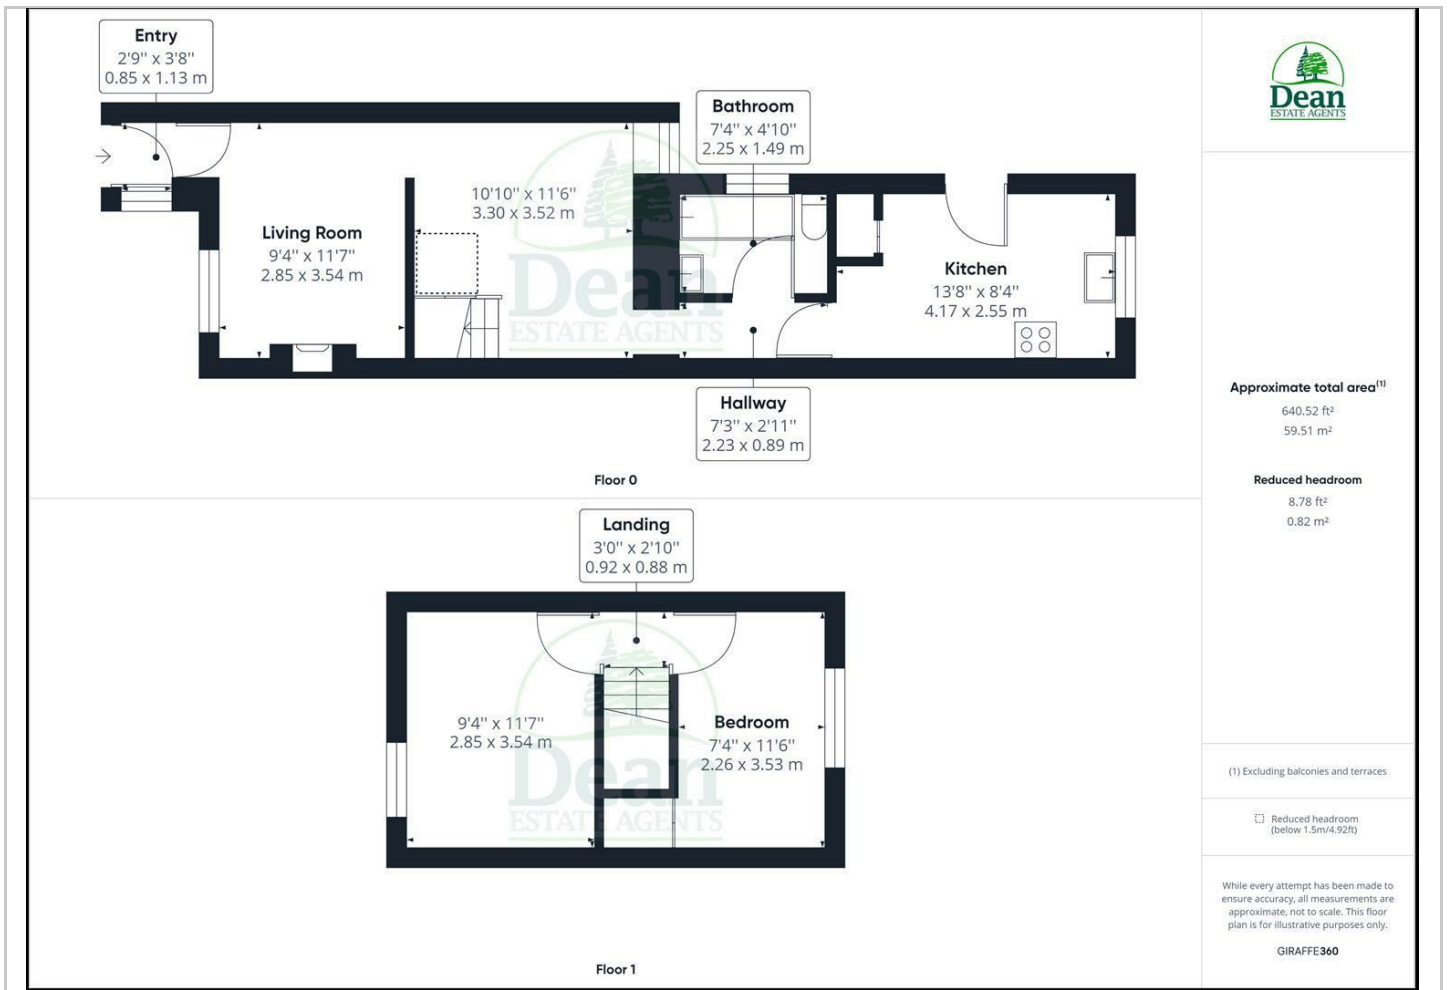 Entry
2'9" x 3'8"
0.85 x 1.13 m
Bathroom
7'4" x 4'10"
2.25 x 1.49 m
10'10" x 11'6"
3.30 x 3.52 m
Living Room
9'4" x 11'7"
2.85 x 3.54 m
Kitchen
13'8" x 8'4"
4.17 x 2.55 m
Dean
ESTATE AGENTS
Hallway
7'3" x 2'11"
2.23 x 0.89 m
Floor 0
Landing
3'0" x 2'10"
0.92 x 0.88 m
9'4" x 11'7"
2.85 x 3.54 m
Bedroom
7'4" x 11'6"
2.26 x 3.53 m
Dean
ESTATE AGENTS
Floor 1
Dean
ESTATE AGENTS
Approximate total area(1)
640.52 ft²
59.51 m²
Reduced headroom
8.78 ft²
0.82 m²
(1) Excluding balconies and terraces
Reduced headroom
(below 1.5m/4.92ft)
While every attempt has been made to
ensure accuracy, all measurements are
approximate, not to scale. This floor
plan is for illustrative purposes only.
GIRAFFE360